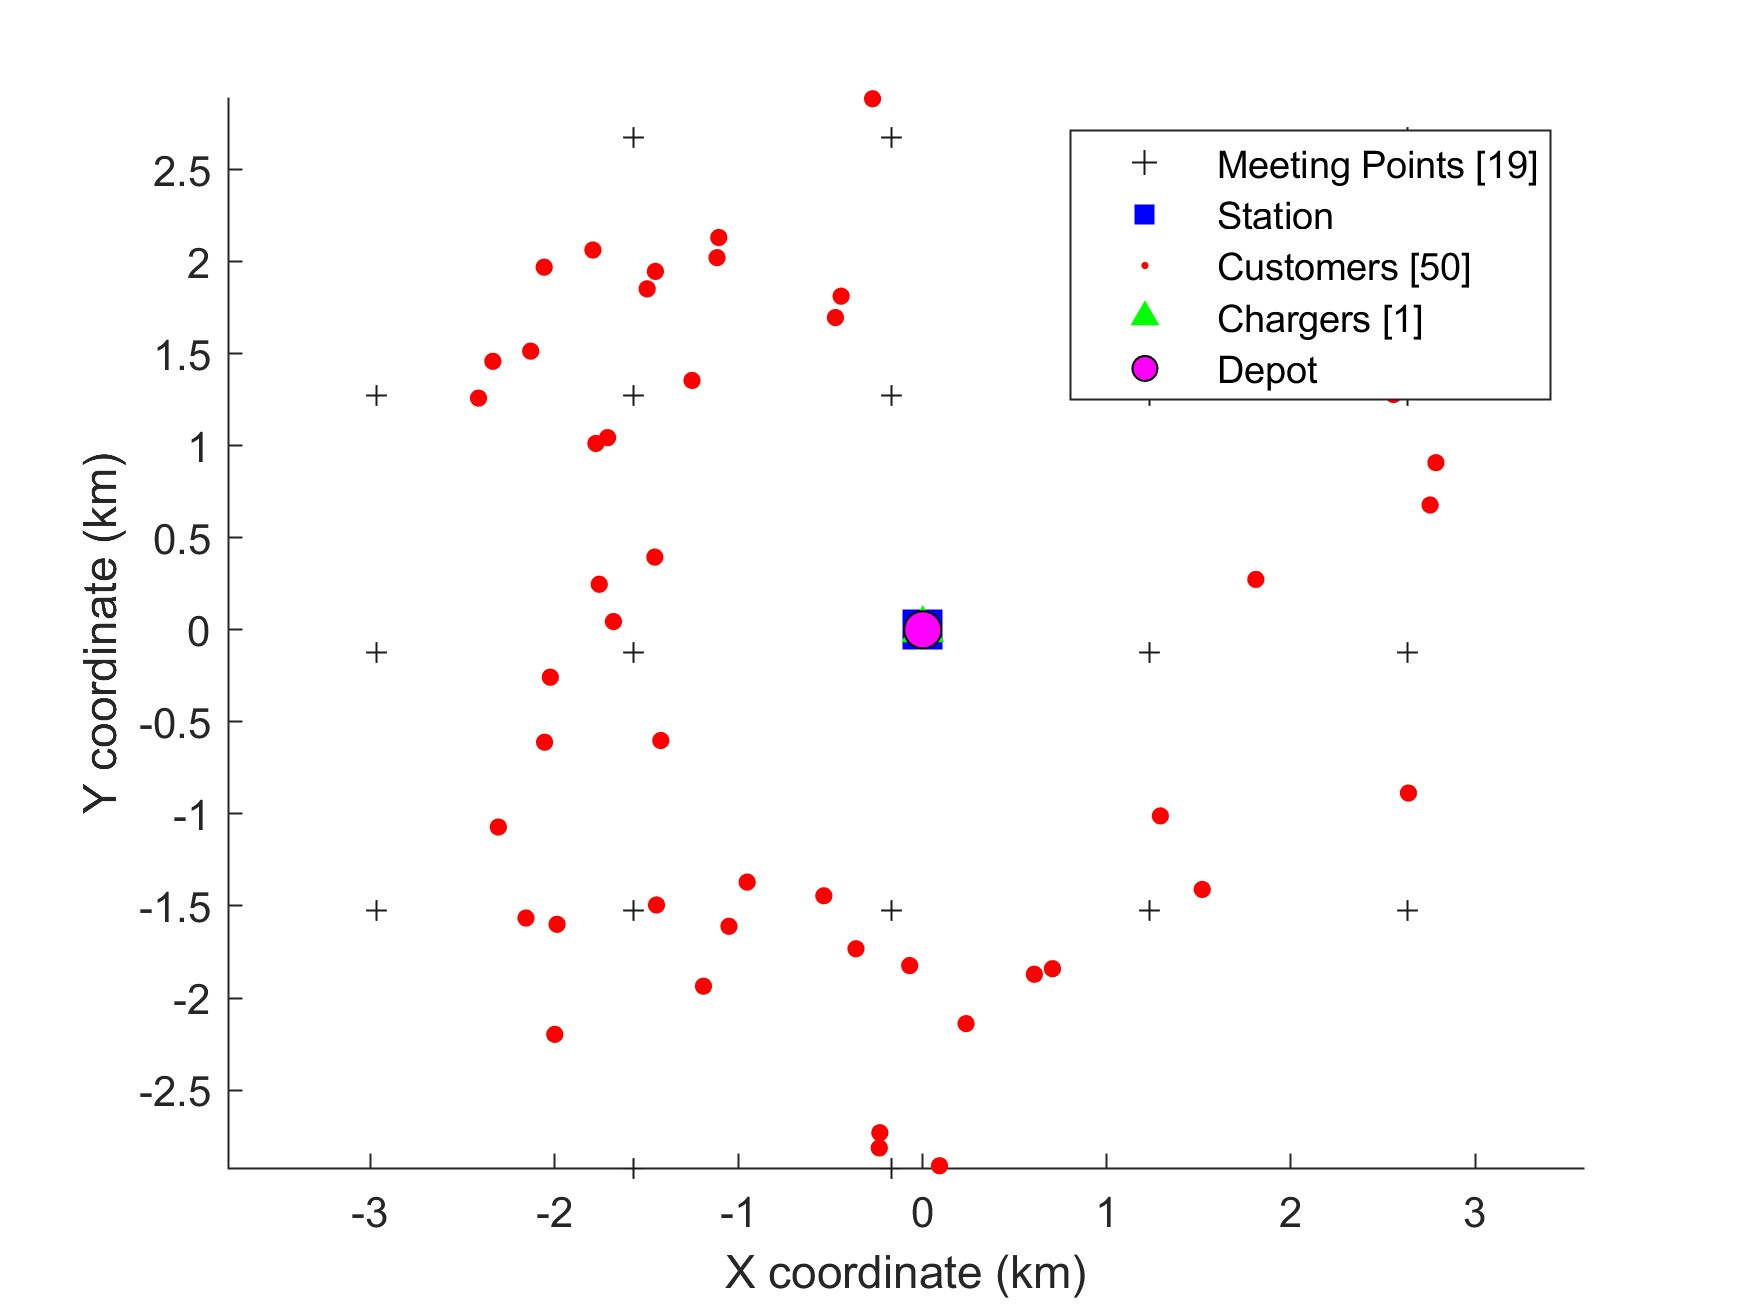 2.5
2
1.5
1
0.5
0
-0.5
-1
-1.5
-2
-2.5
Y coordinate (km)
Meeting Points [19]
Station
Customers [50]
Chargers [1]
Depot
-3 -2 -1 0 1 2 3
X coordinate (km)